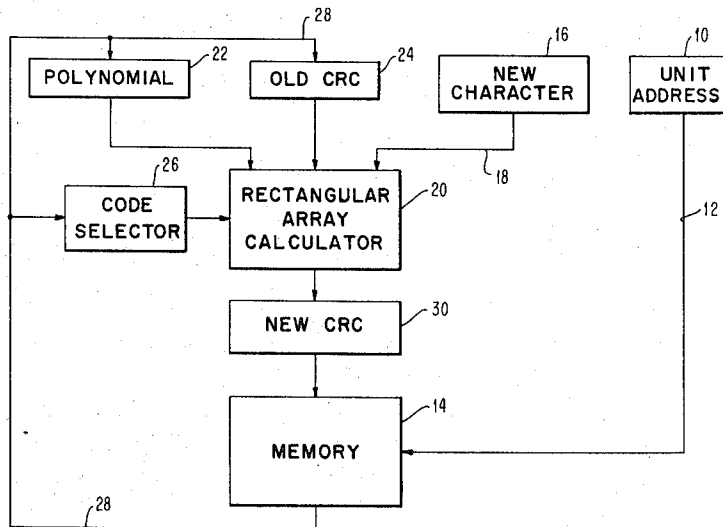 28
22
POLYNOMIAL
24
OLD CRC
16
NEW
CHARACTER
10
UNIT
ADDRESS
18
26
CODE
SELECTOR
20
RECTANGULAR
ARRAY
CALCULATOR
12
30
NEW CRC
14
MEMORY
28